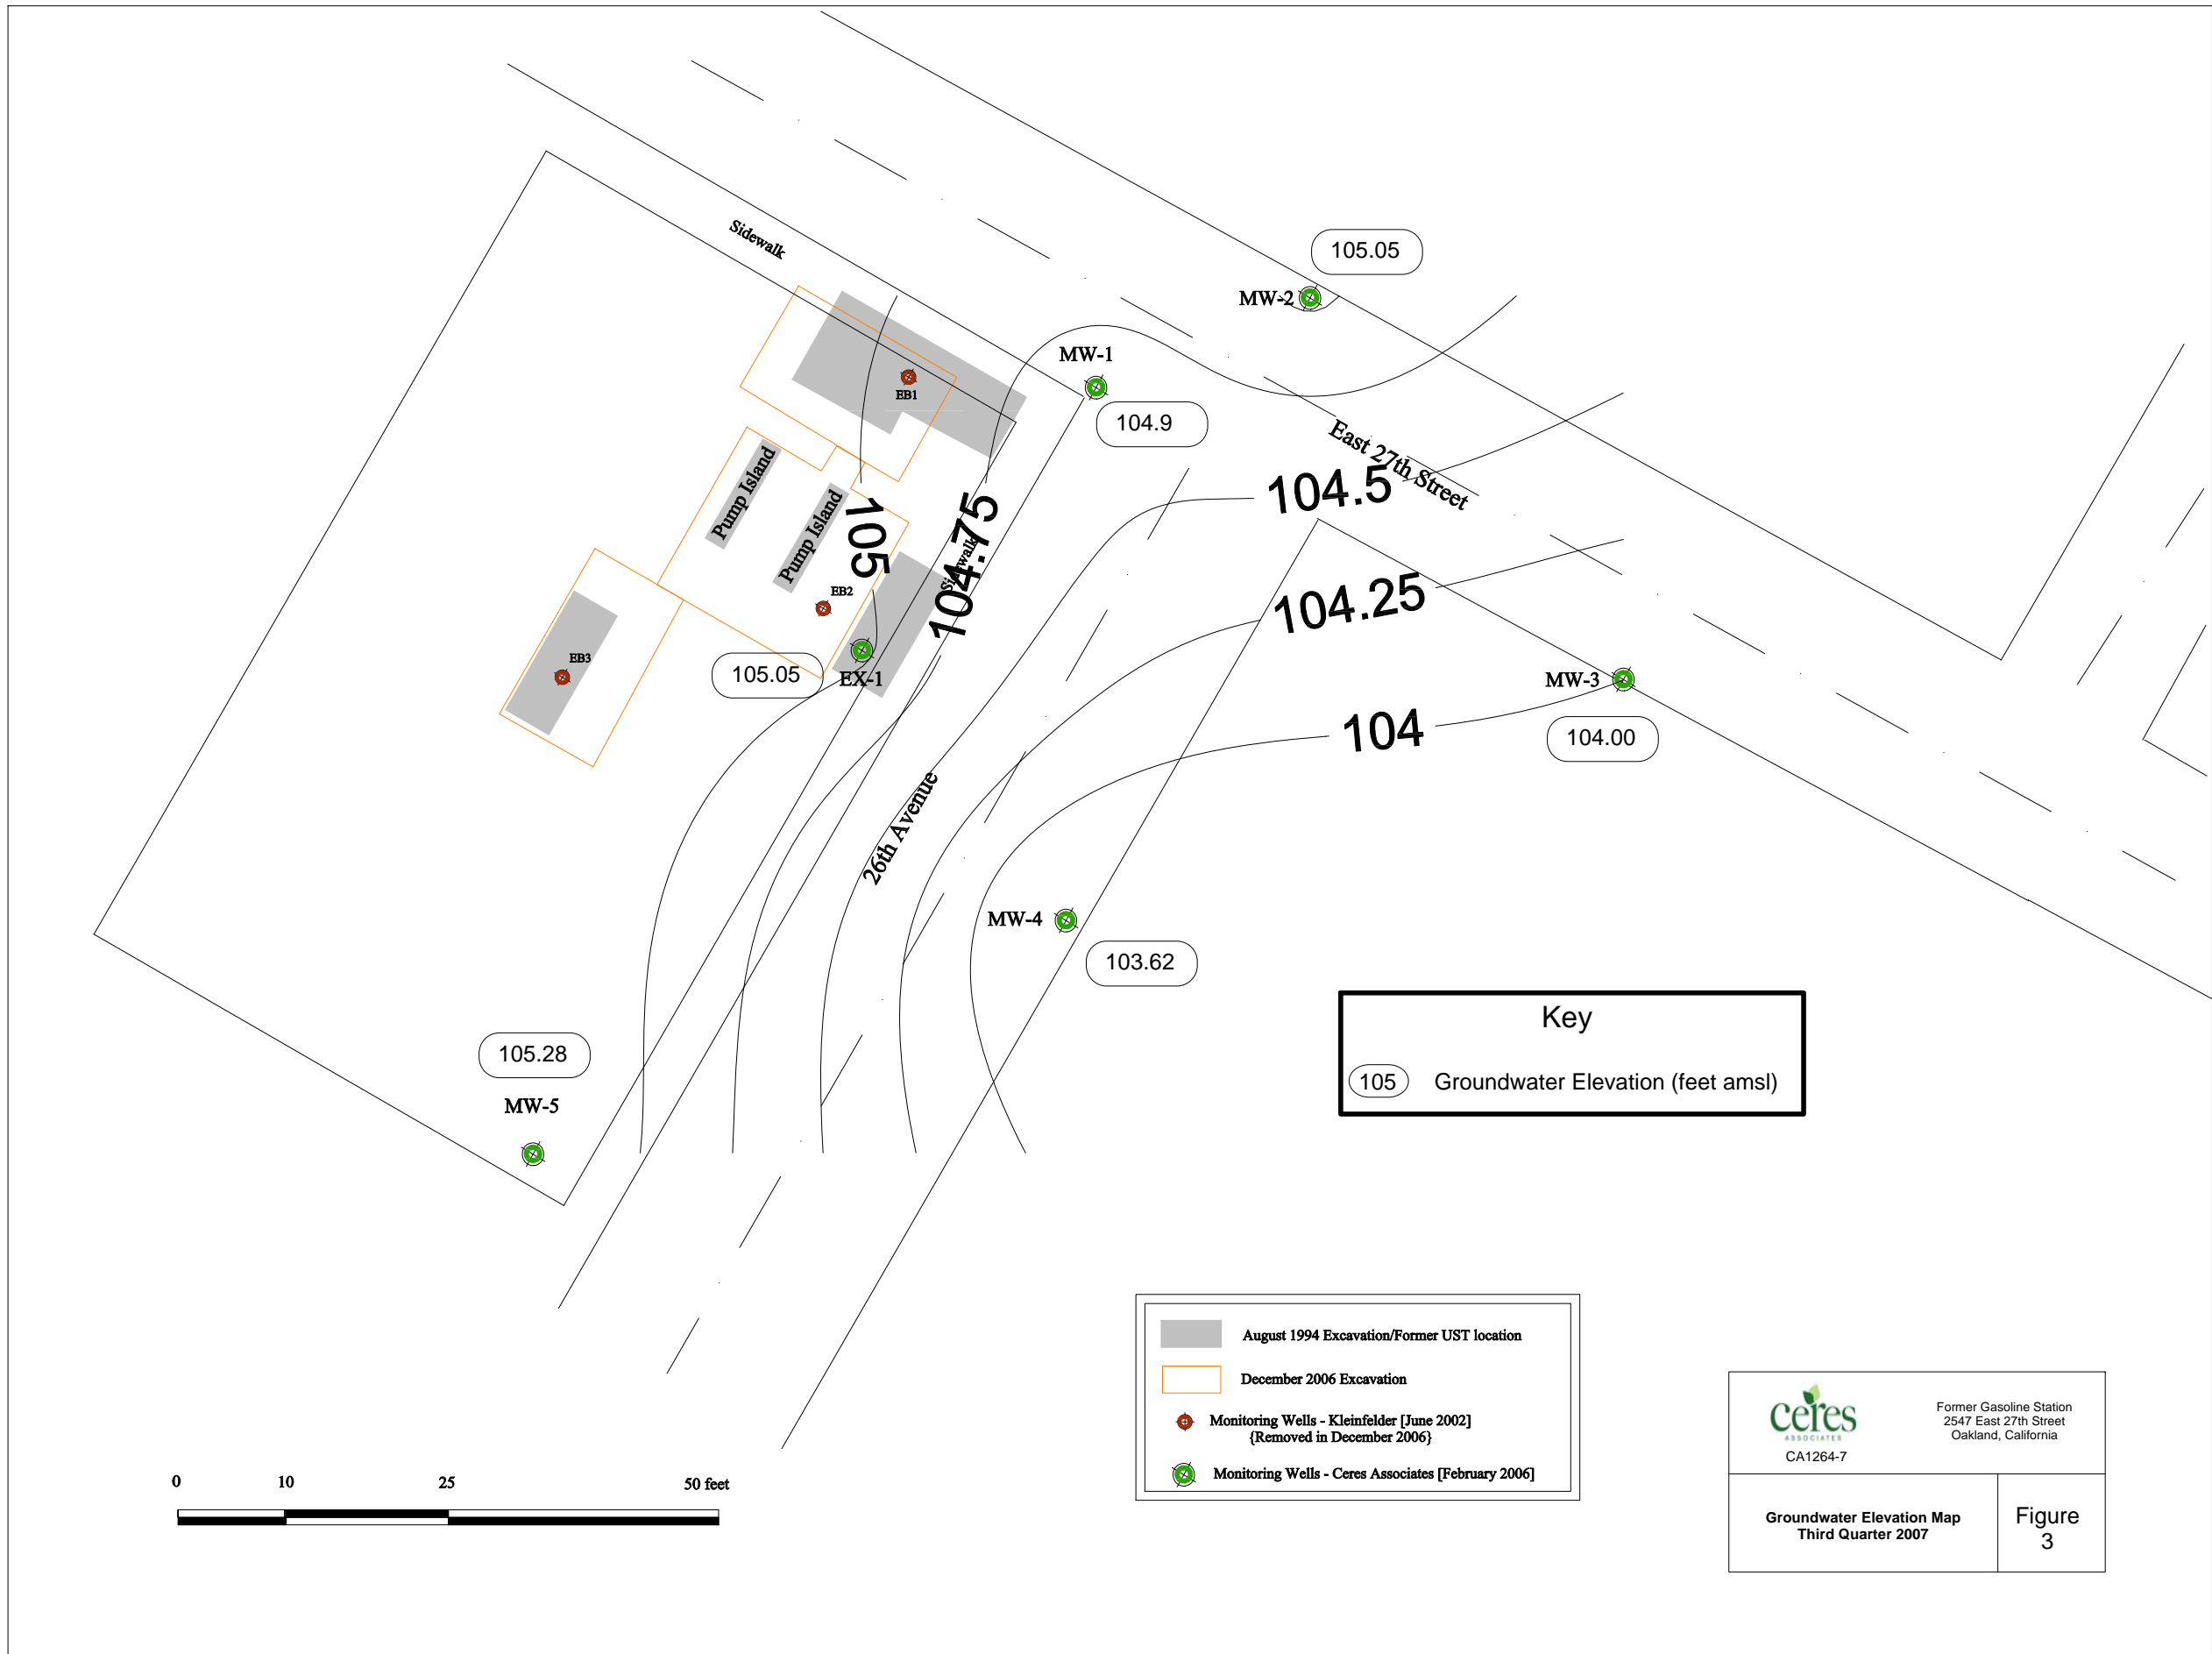 Sidewalk
105.05
MW-2
MW-1
104.9
EB1
East 27th Street
Pump Island
Pump Island
105
104.75
Sidewalk
104.5
104.25
EB2
EB3
105.05
EX-1
MW-3
104
104.00
26th Avenue
MW-4
103.62
105.28
MW-5
Key
105 Groundwater Elevation (feet amsl)
August 1994 Excavation/Former UST location
December 2006 Excavation
Monitoring Wells - Kleinfelder [June 2002]
{Removed in December 2006}
Monitoring Wells - Ceres Associates [February 2006]
0 10 25 50 feet
ceres
ASSOCIATES
CA1264-7
Former Gasoline Station
2547 East 27th Street
Oakland, California
Groundwater Elevation Map
Third Quarter 2007
Figure
3